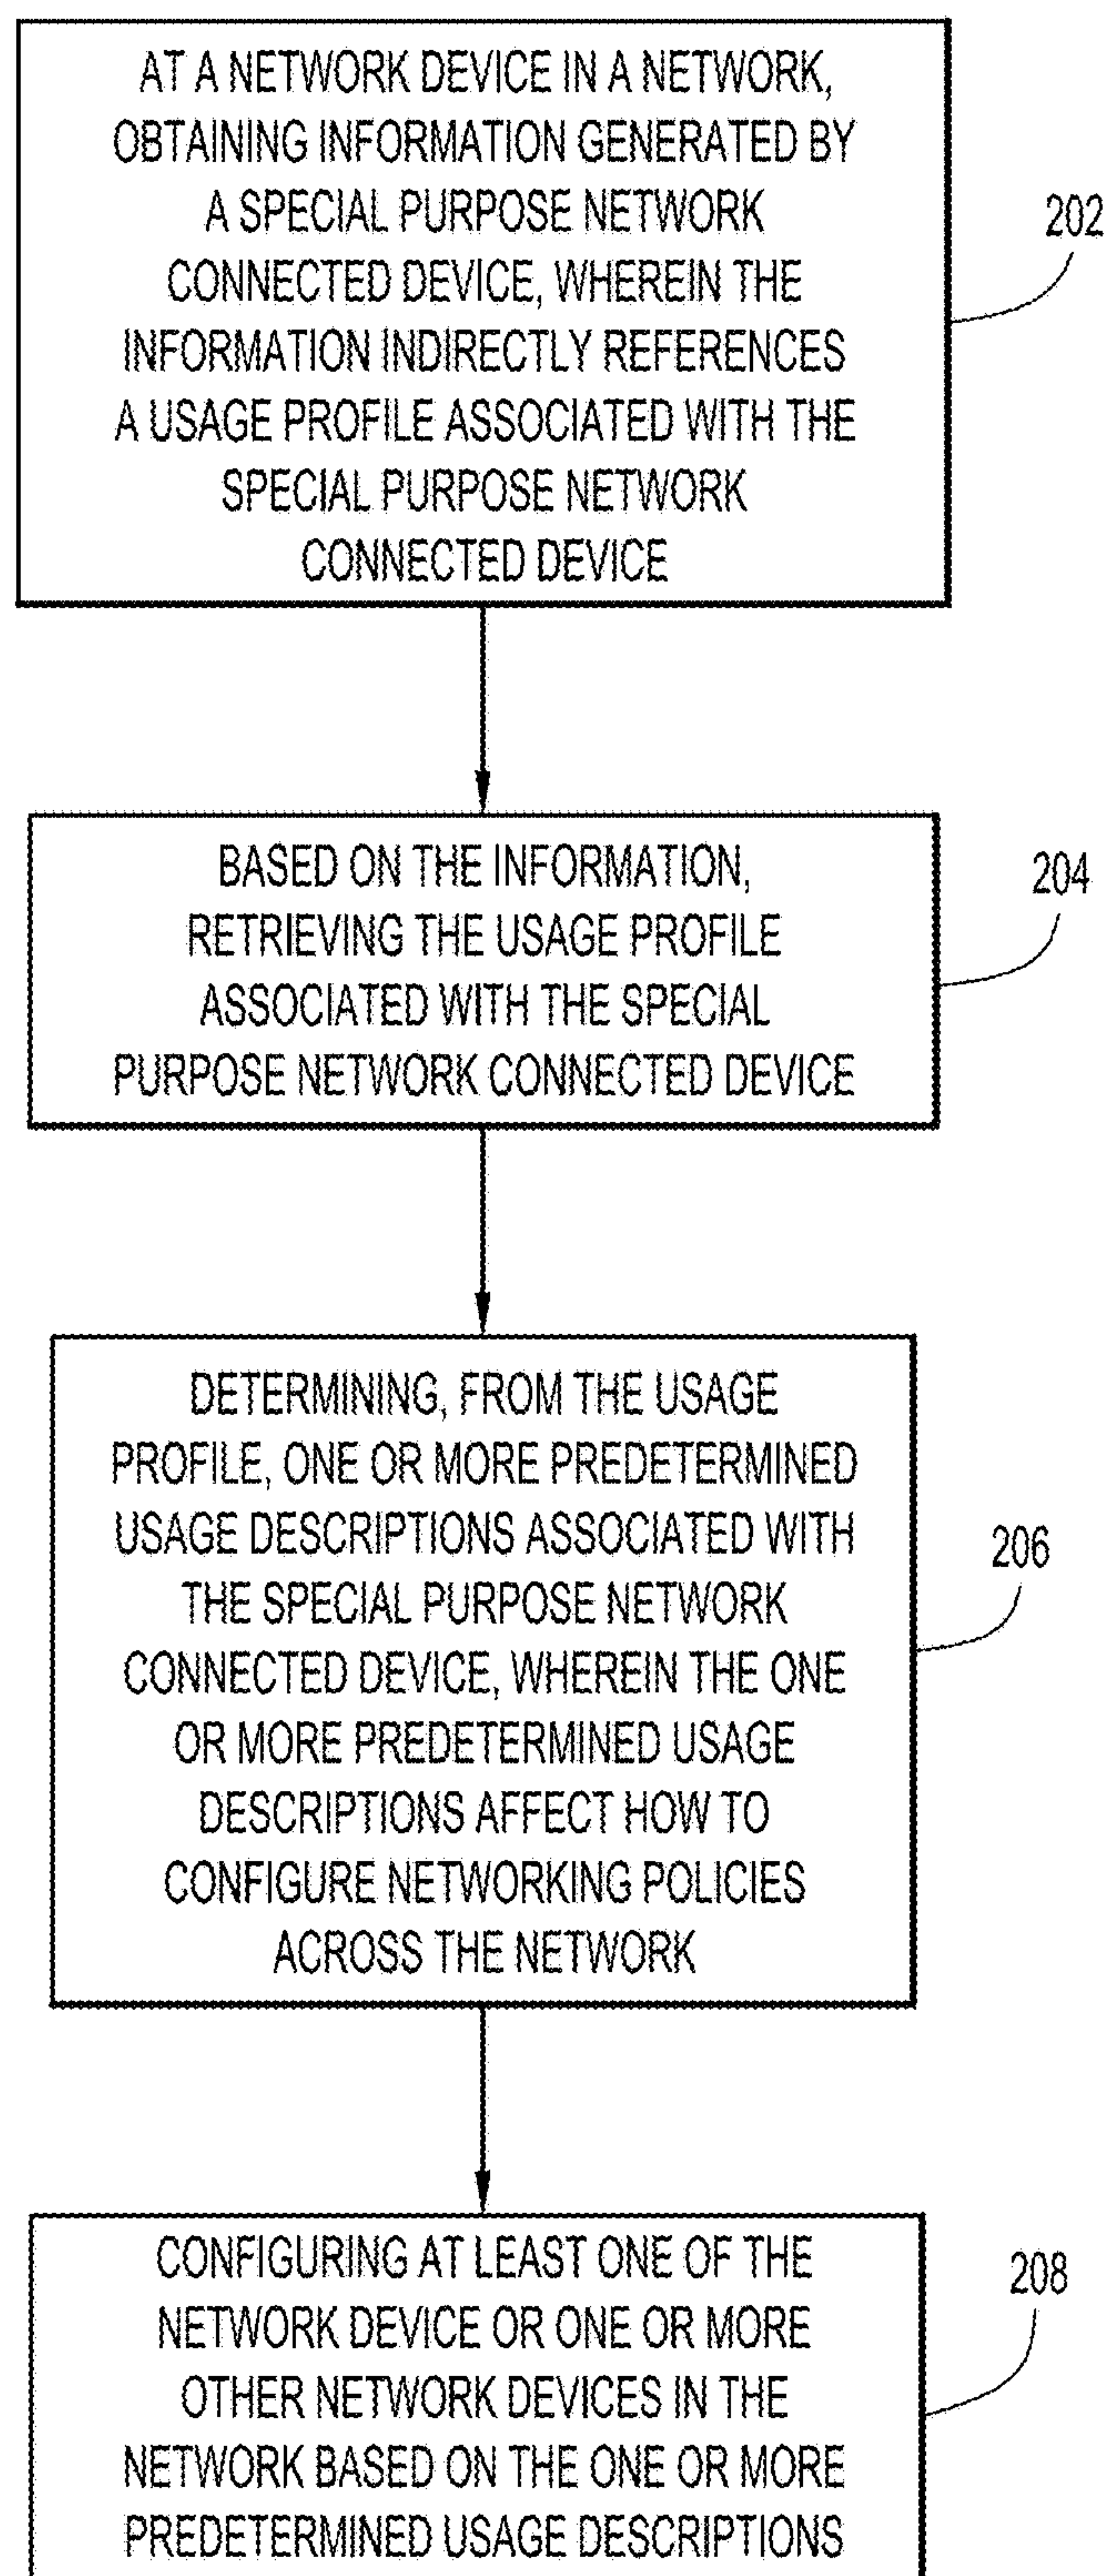 AT A NETWORK DEVICE IN A NETWORK,
OBTAINING INFORMATION GENERATED BY
A SPECIAL PURPOSE NETWORK
CONNECTED DEVICE, WHEREIN THE
INFORMATION INDIRECTLY REFERENCES
A USAGE PROFILE ASSOCIATED WITH THE
SPECIAL PURPOSE NETWORK
CONNECTED DEVICE
202
BASED ON THE INFORMATION,
RETRIEVING THE USAGE PROFILE
ASSOCIATED WITH THE SPECIAL
PURPOSE NETWORK CONNECTED DEVICE
204
DETERMINING, FROM THE USAGE
PROFILE, ONE OR MORE PREDETERMINED
USAGE DESCRIPTIONS ASSOCIATED WITH
THE SPECIAL PURPOSE NETWORK
CONNECTED DEVICE, WHEREIN THE ONE
OR MORE PREDETERMINED USAGE
DESCRIPTIONS AFFECT HOW TO
CONFIGURE NETWORKING POLICIES
ACROSS THE NETWORK
206
CONFIGURING AT LEAST ONE OF THE
NETWORK DEVICE OR ONE OR MORE
OTHER NETWORK DEVICES IN THE
NETWORK BASED ON THE ONE OR MORE
PREDETERMINED USAGE DESCRIPTIONS
208